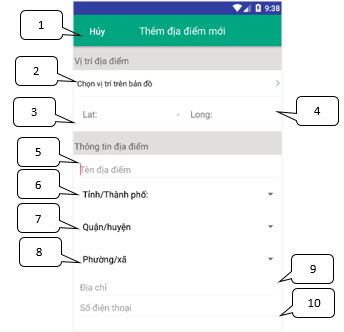 9:38
1
Hủy
Thêm địa điểm mới
Vị trí địa điểm
2
Chọn vị trí trên bản đồ
3
Lat:
-
Long:
4
Thông tin địa điểm
5
Tên địa điểm
6
Tỉnh/Thành phố:
7
Quận/huyện
8
Phường/xã
9
Địa chỉ
10
Số điện thoại